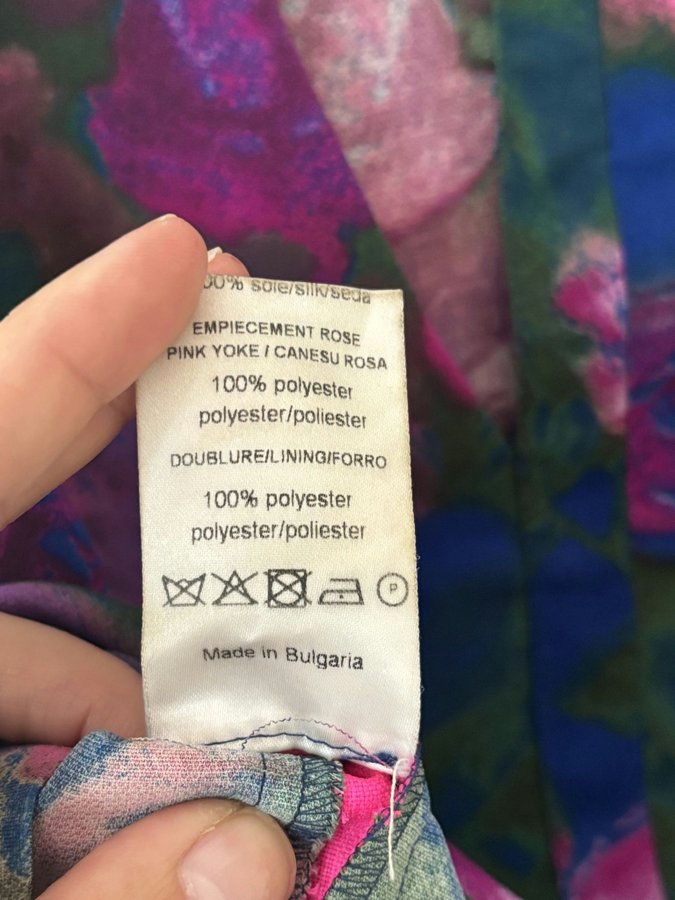 00% soie/silk/seda
EMPIECEMENT ROSE
PINK YOKE / CANESU ROSA
100% polyester
polyester/poliester
DOUBLURE/LINING/FORRO
100% polyester
polyester/poliester
P
Made in Bulgaria